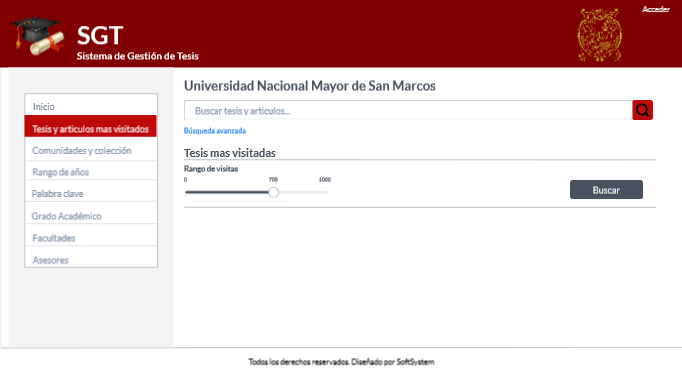 Acceder
SGT
Sistema de Gestión de Tesis
Inicio
Tesis y articulos mas visitados
Comunidades y colección
Rango de años
Palabra clave
Grado Académico
Facultades
Asesores
Universidad Nacional Mayor de San Marcos
Buscar tesis y articulos...
Búsqueda avanzada
Tesis mas visitadas
Rango de visitas
0 700 1000
Buscar
Todos los derechos reservados. Diseñado por SoftSystem